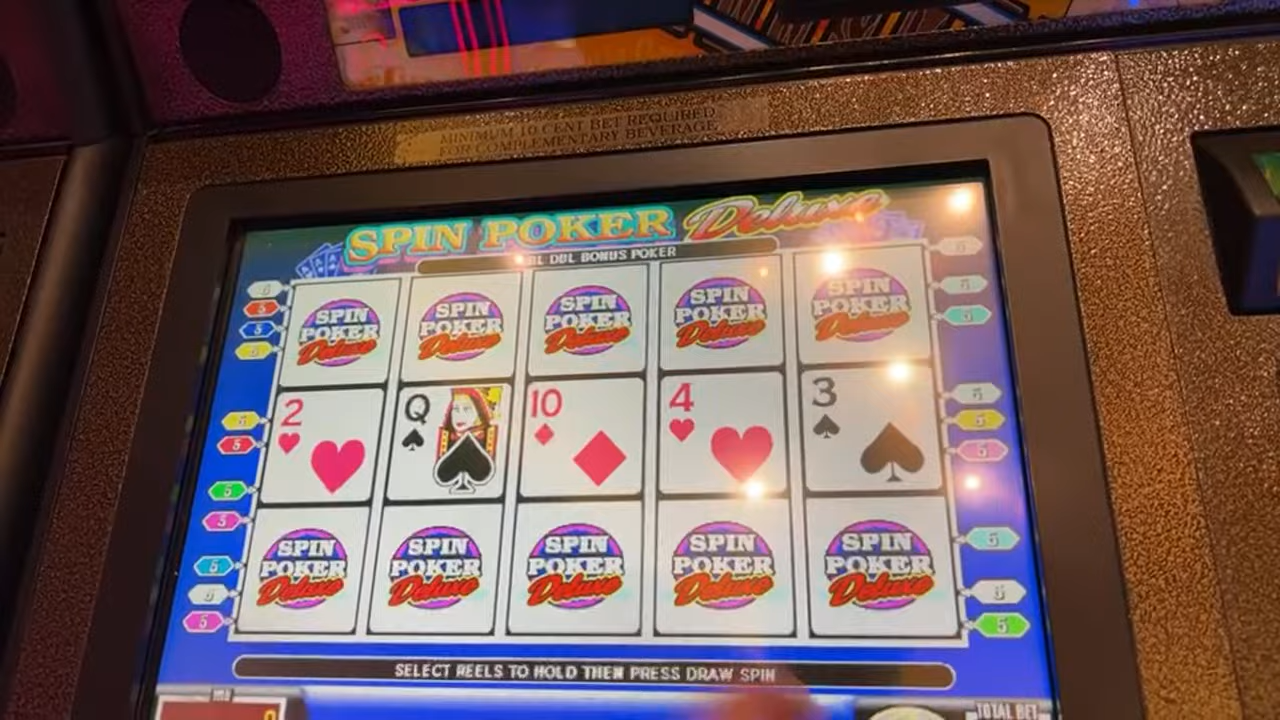 MINIMUM 10 CENT BET REQUIRED
FOR COMPLEMENTARY BEVERAGE
SPIN POKER Deluxe
DBL DBL BONUS POKER
SPIN POKER Deluxe
SPIN POKER Deluxe
SPIN POKER Deluxe
SPIN POKER Deluxe
SPIN POKER Deluxe
2
Q
10
4
3
SPIN POKER Deluxe
SPIN POKER Deluxe
SPIN POKER Deluxe
SPIN POKER Deluxe
SPIN POKER Deluxe
SELECT REELS TO HOLD THEN PRESS DRAW SPIN
TOTAL BET